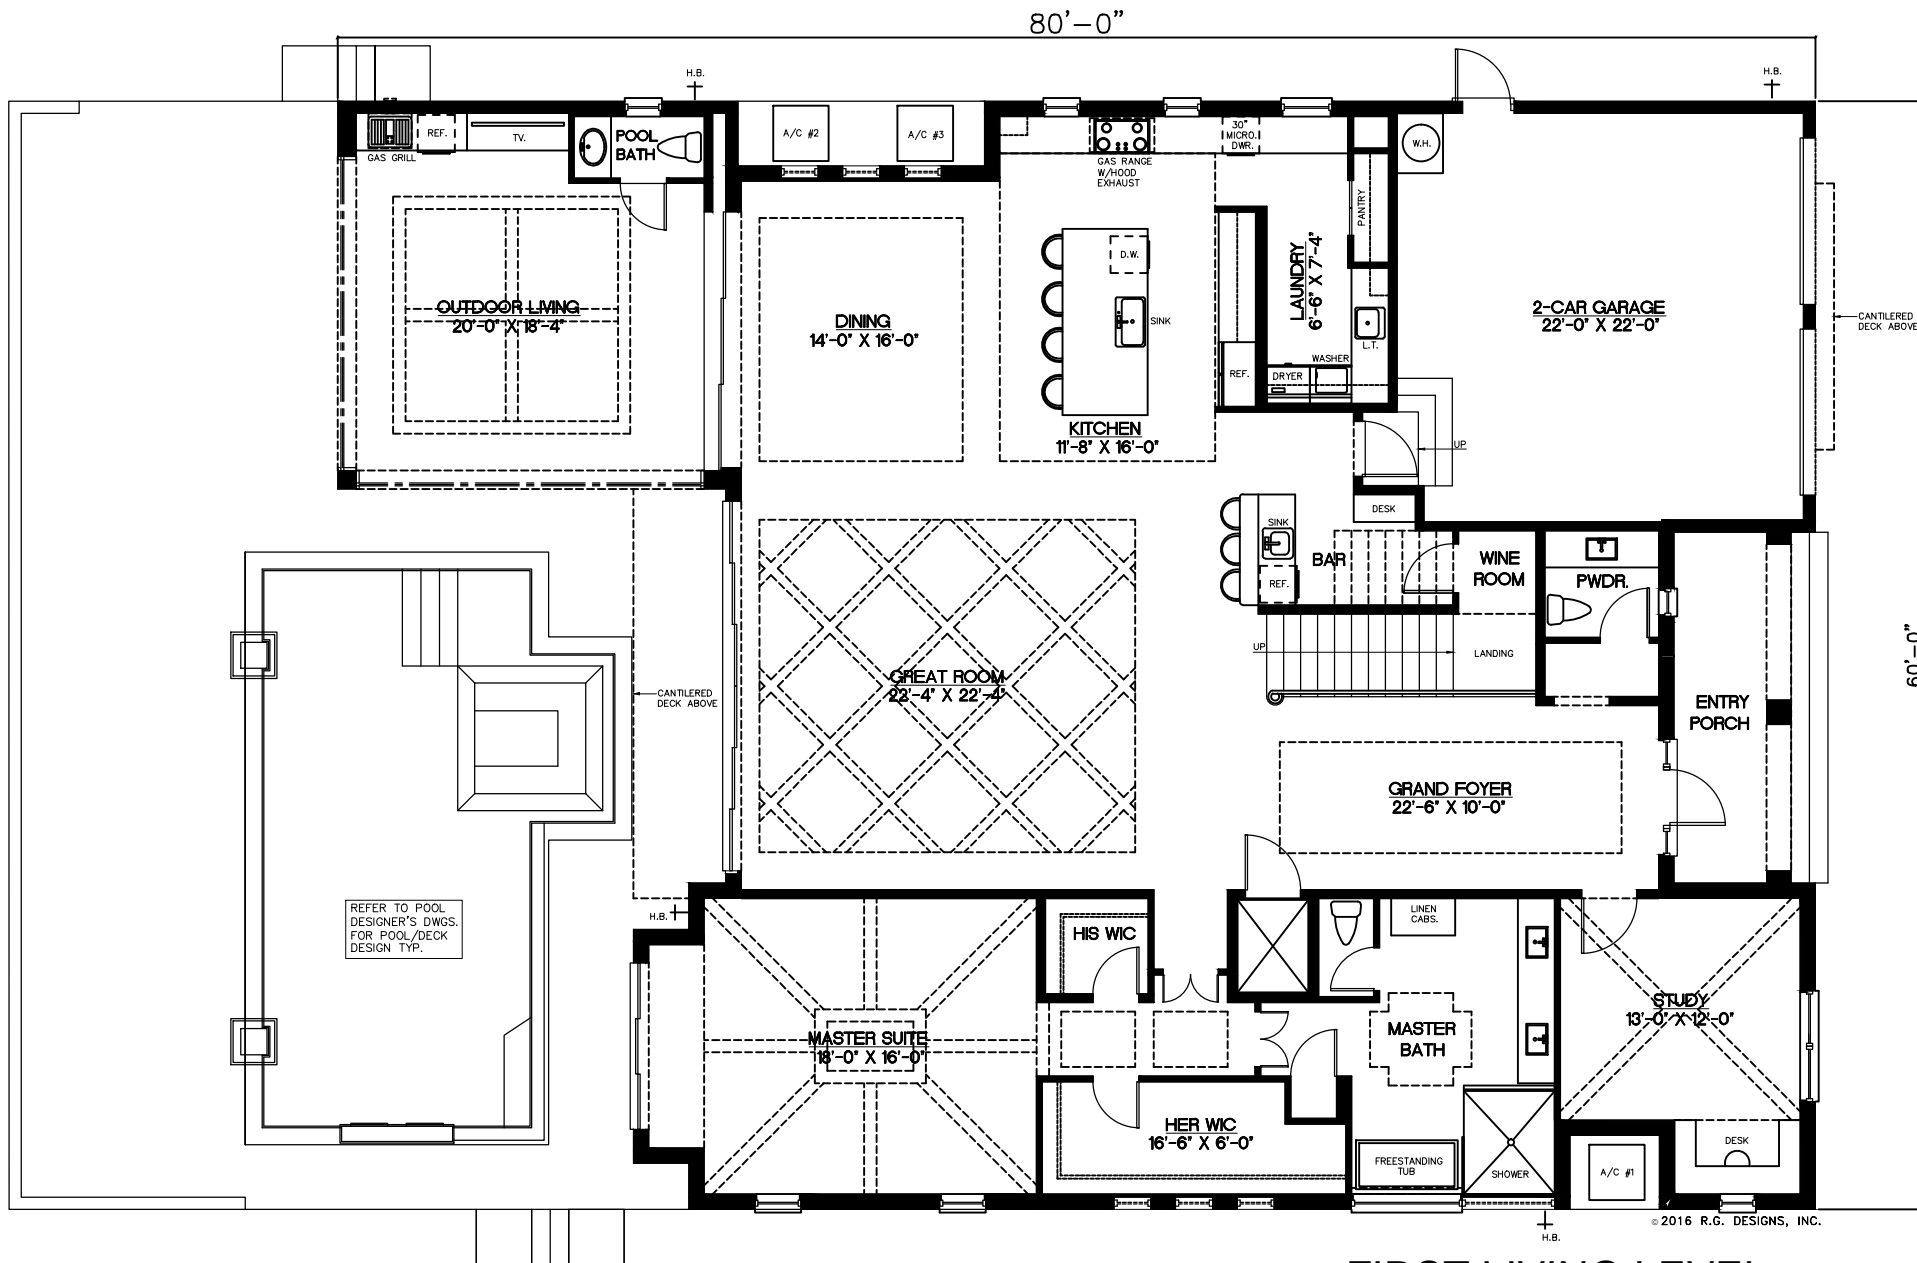 80'-0"
H.B.
H.B.
GAS GRILL
REF.
TV.
POOL
BATH
A/C #2
A/C #3
GAS RANGE
W/HOOD
EXHAUST
30"
MICRO.
DWR.
W.H.
PANTRY
LAUNDRY
6'-6" X 7'-4"
D.W.
SINK
OUTDOOR LIVING
20'-0" X 18'-4"
DINING
14'-0" X 16'-0"
2-CAR GARAGE
22'-0" X 22'-0"
CANTILERED
DECK ABOVE
L.T.
WASHER
DRYER
REF.
KITCHEN
11'-8" X 16'-0"
UP
DESK
SINK
REF.
BAR
WINE
ROOM
PWDR.
60'-0"
UP
LANDING
GREAT ROOM
22'-4" X 22'-4"
CANTILERED
DECK ABOVE
ENTRY
PORCH
GRAND FOYER
22'-6" X 10'-0"
REFER TO POOL
DESIGNER'S DWGS.
FOR POOL/DECK
DESIGN TYP.
H.B.
HIS WIC
LINEN
CABS.
STUDY
13'-0" X 12'-0"
MASTER SUITE
18'-0" X 16'-0"
MASTER
BATH
HER WIC
16'-6" X 6'-0"
FREESTANDING
TUB
SHOWER
A/C #1
DESK
©2016 R.G. DESIGNS, INC.
H.B.
FIRST LIVING LEVEL